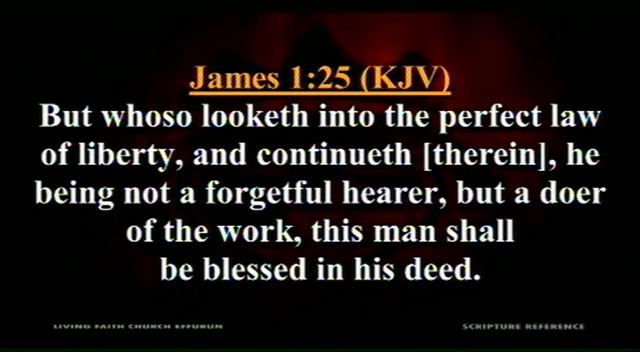 James 1:25 (KJV)
But whoso looketh into the perfect law
of liberty, and continueth [therein], he
being not a forgetful hearer, but a doer
of the work, this man shall
be blessed in his deed.
LIVING FAITH CHURCH EFFURUN
SCRIPTURE REFERENCE